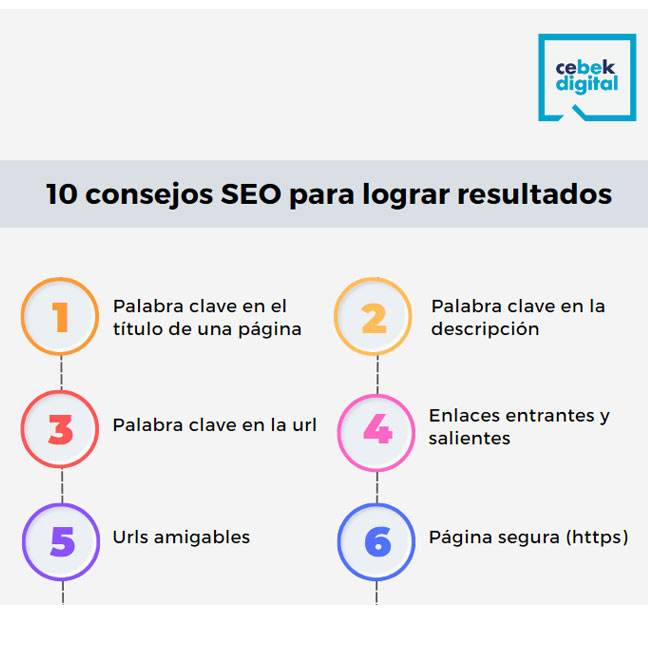 cebek
digital
10 consejos SEO para lograr resultados
1
Palabra clave en el
título de una página
2
Palabra clave en la
descripción
3
Palabra clave en la url
4
Enlaces entrantes y
salientes
5
Urls amigables
6
Página segura (https)